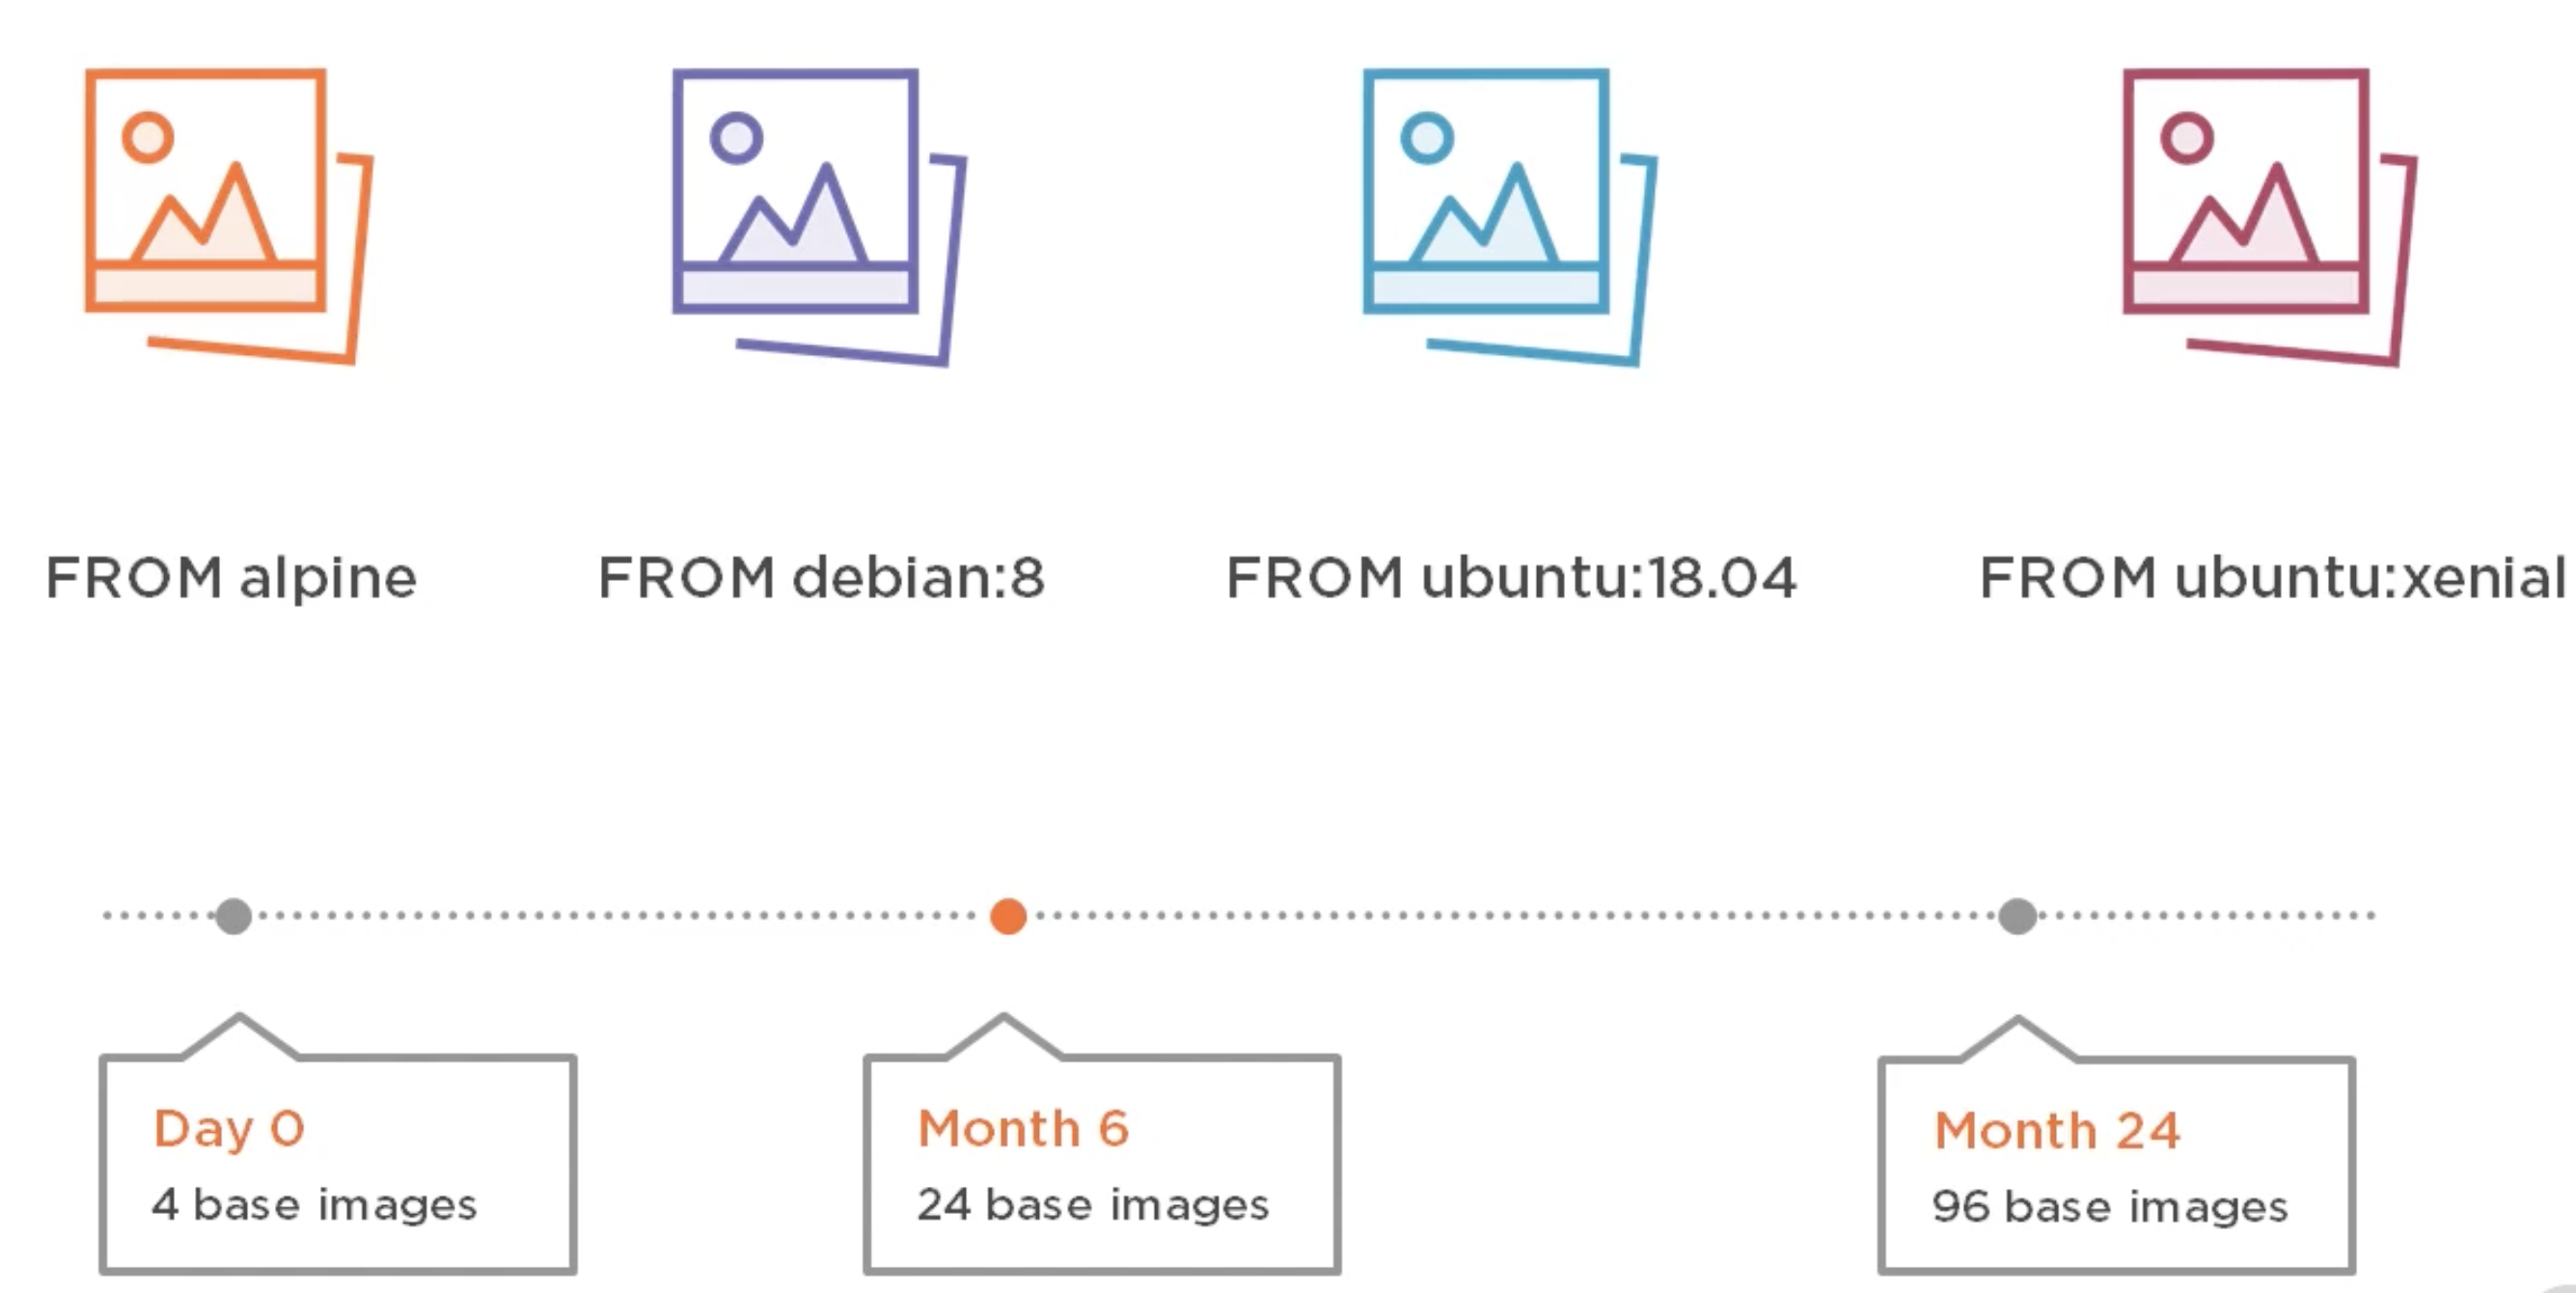 FROM alpine
FROM debian:8
FROM ubuntu:18.04
FROM ubuntu:xenial
Day 0
4 base images
Month 6
24 base images
Month 24
96 base images